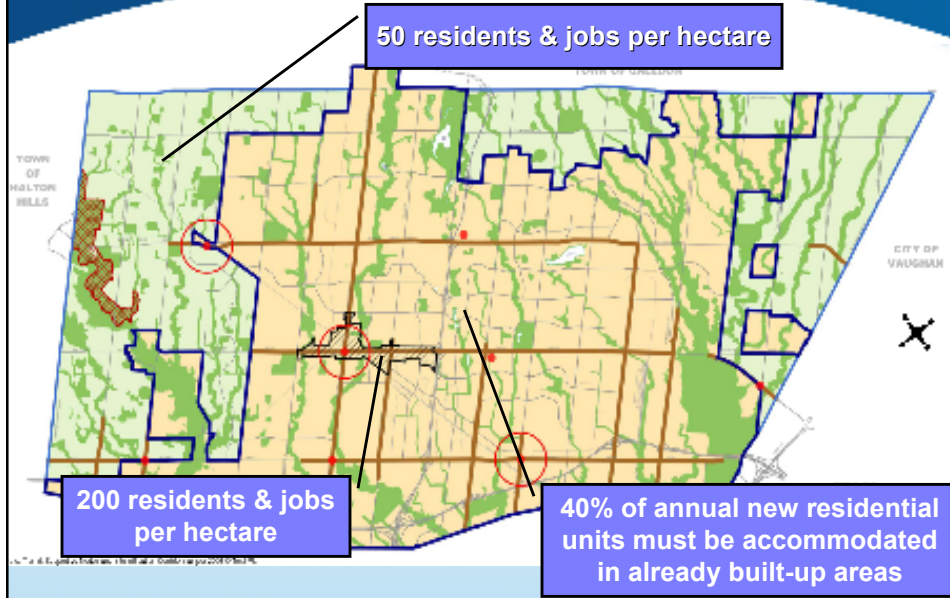 50 residents & jobs per hectare
TOWN OF CALEDON
TOWN
OF
HALTON
HILLS
CITY OF
VAUGHAN
200 residents & jobs
per hectare
40% of annual new residential
units must be accommodated
in already built-up areas